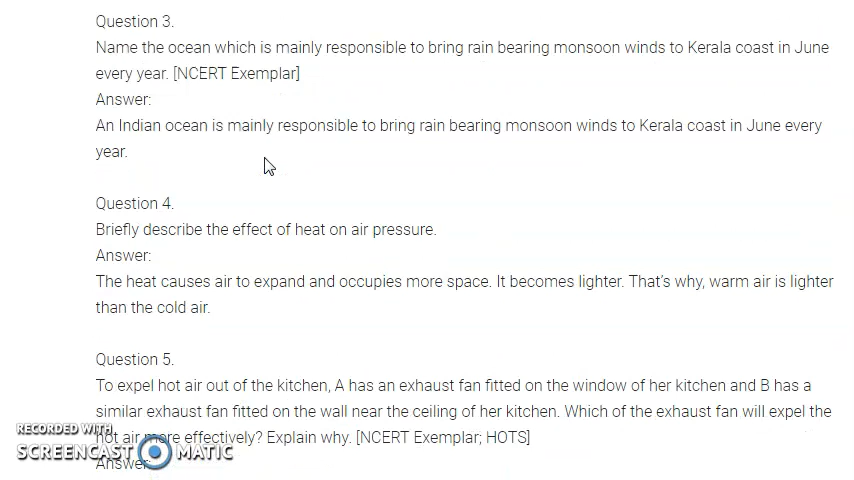 Question 3.
Name the ocean which is mainly responsible to bring rain bearing monsoon winds to Kerala coast in June
every year. [NCERT Exemplar]
Answer:
An Indian ocean is mainly responsible to bring rain bearing monsoon winds to Kerala coast in June every
year.
Question 4.
Briefly describe the effect of heat on air pressure.
Answer:
The heat causes air to expand and occupies more space. It becomes lighter. That’s why, warm air is lighter
than the cold air.
Question 5.
To expel hot air out of the kitchen, A has an exhaust fan fitted on the window of her kitchen and B has a
similar exhaust fan fitted on the wall near the ceiling of her kitchen. Which of the exhaust fan will expel the
hot air more effectively? Explain why. [NCERT Exemplar; HOTS]
Answer:
RECORDED WITH
SCREENCAST MATIC